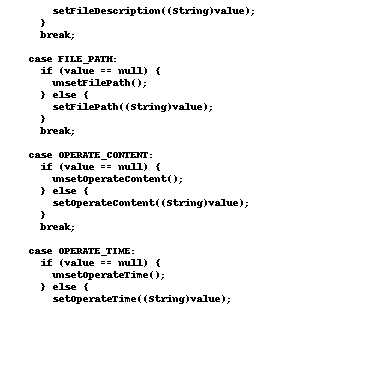 setFileDescription((String)value);
}
break;
case FILE_PATH:
if (value == null) {
unsetFilePath();
} else {
setFilePath((String)value);
}
break;
case OPERATE_CONTENT:
if (value == null) {
unsetOperateContent();
} else {
setOperateContent((String)value);
}
break;
case OPERATE_TIME:
if (value == null) {
unsetOperateTime();
} else {
setOperateTime((String)value);